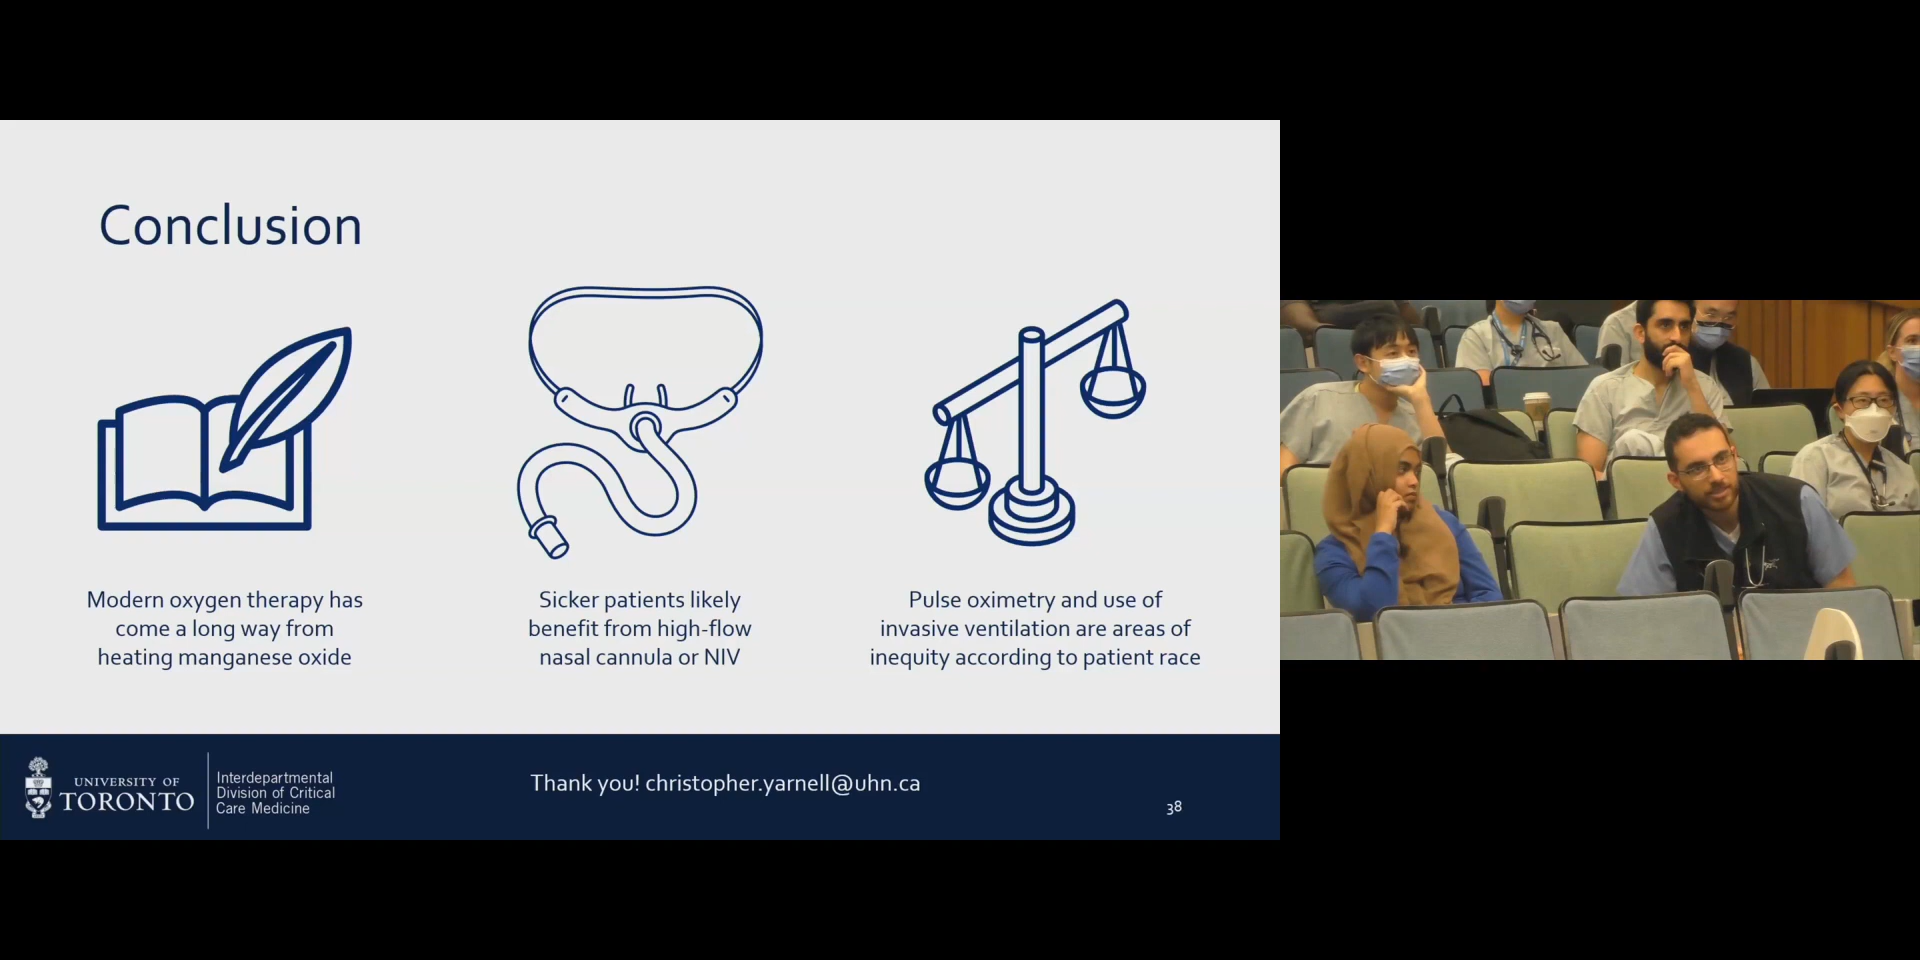 Conclusion
Modern oxygen therapy has
come a long way from
heating manganese oxide
Sicker patients likely
benefit from high-flow
nasal cannula or NIV
Pulse oximetry and use of
invasive ventilation are areas of
inequity according to patient race
UNIVERSITY OF
TORONTO
Interdepartmental
Division of Critical
Care Medicine
Thank you! christopher.yarnell@uhn.ca
38